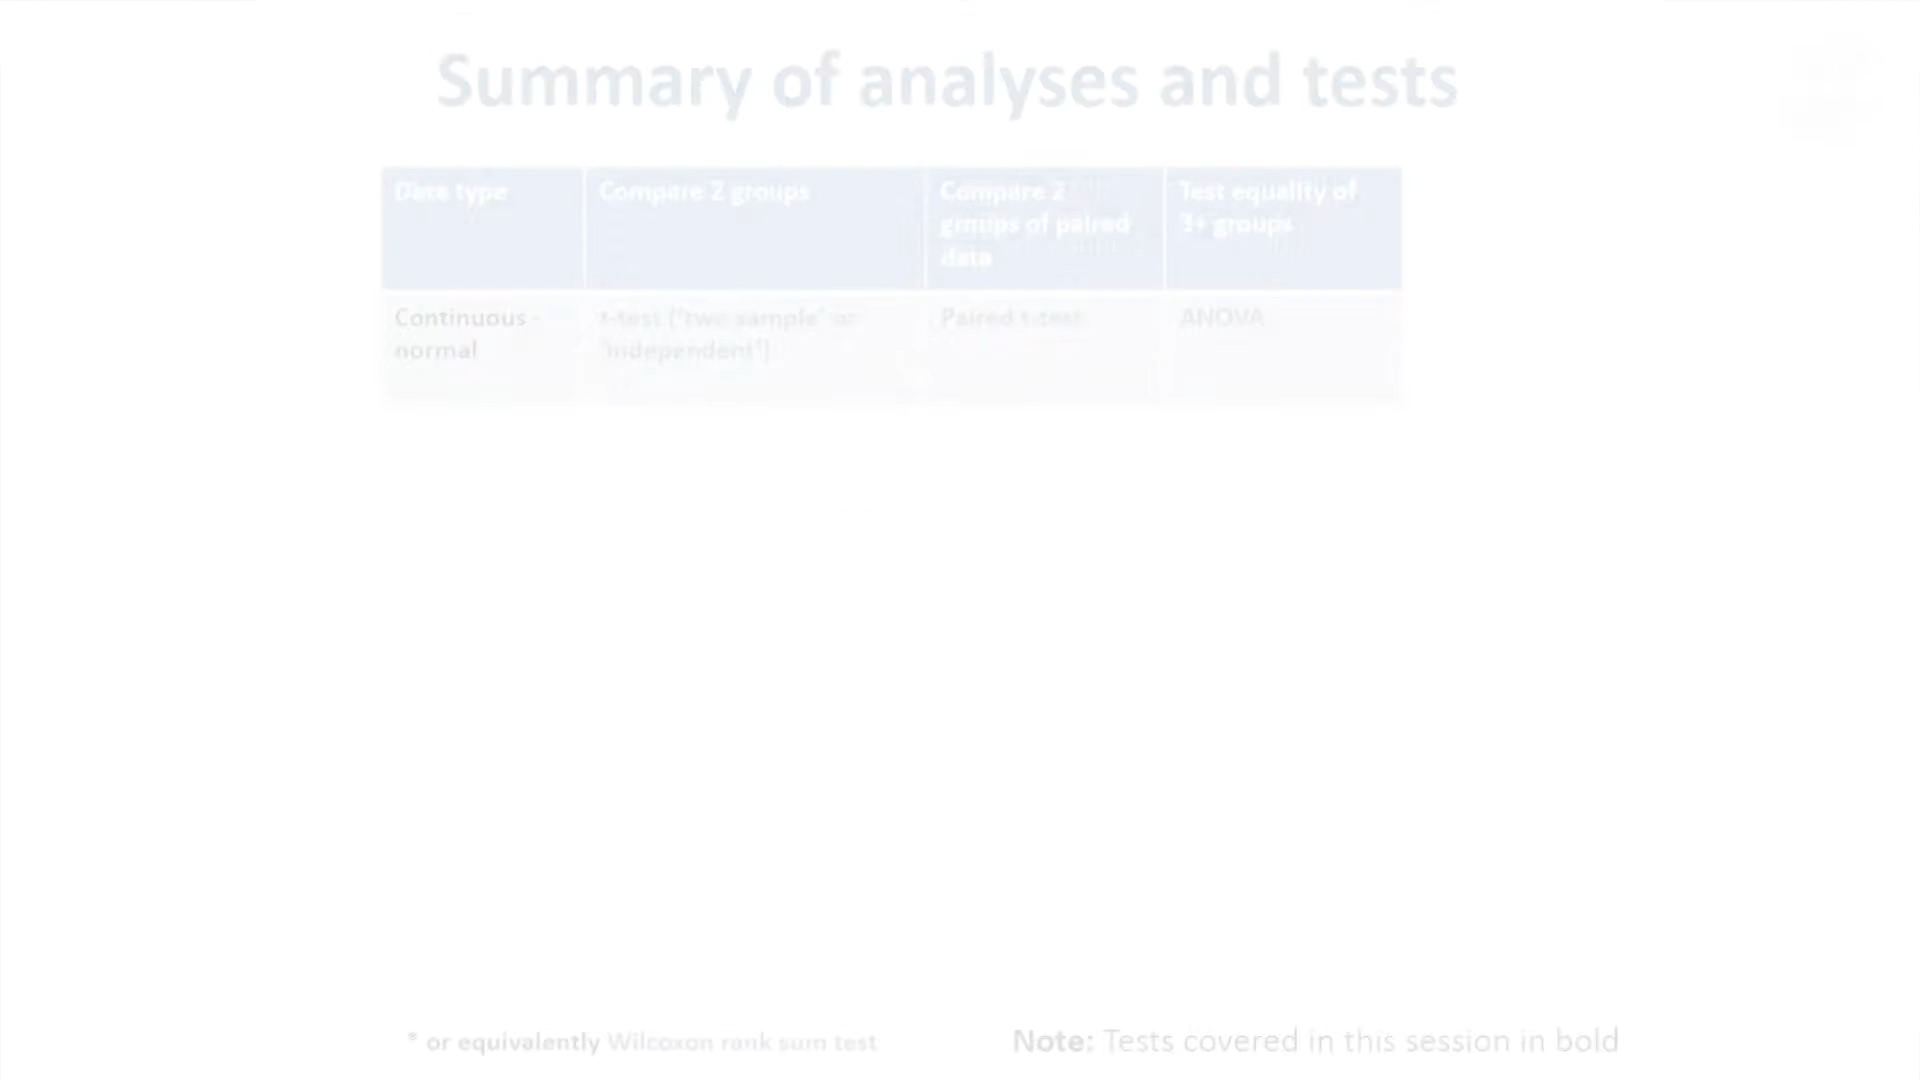 Summary of analyses and tests
Data type
Compare 2 groups
Compare 2
groups of paired
data
Test equality of
3+ groups
Continuous -
normal
t-test ('two sample' or
'independent')
Paired t-test
ANOVA
* or equivalently Wilcoxon rank sum test
Note: Tests covered in this session in bold